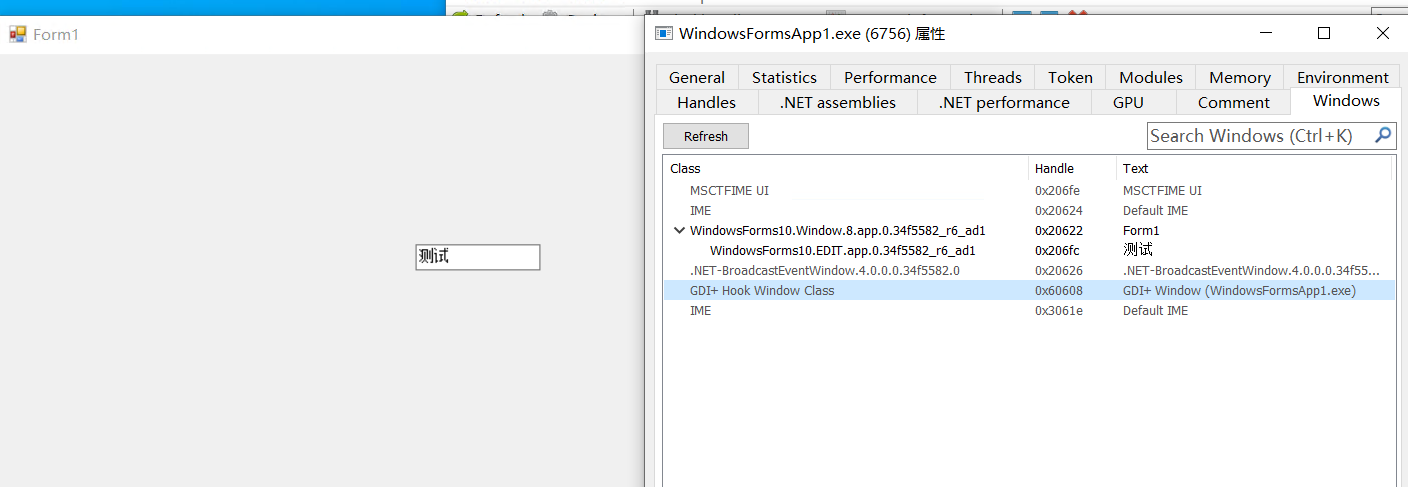 Form1
测试
WindowsFormsApp1.exe (6756) 属性
General Statistics Performance Threads Token Modules Memory Environment
Handles .NET assemblies .NET performance GPU Comment Windows
Refresh Search Windows (Ctrl+K)
Class Handle Text
MSCTFIME UI 0x206fe MSCTFIME UI
IME 0x20624 Default IME
WindowsForms10.Window.8.app.0.34f5582_r6_ad1 0x20622 Form1
WindowsForms10.EDIT.app.0.34f5582_r6_ad1 0x206fc 测试
.NET-BroadcastEventWindow.4.0.0.0.34f5582.0 0x20626 .NET-BroadcastEventWindow.4.0.0.0.34f55...
GDI+ Hook Window Class 0x60608 GDI+ Window (WindowsFormsApp1.exe)
IME 0x3061e Default IME